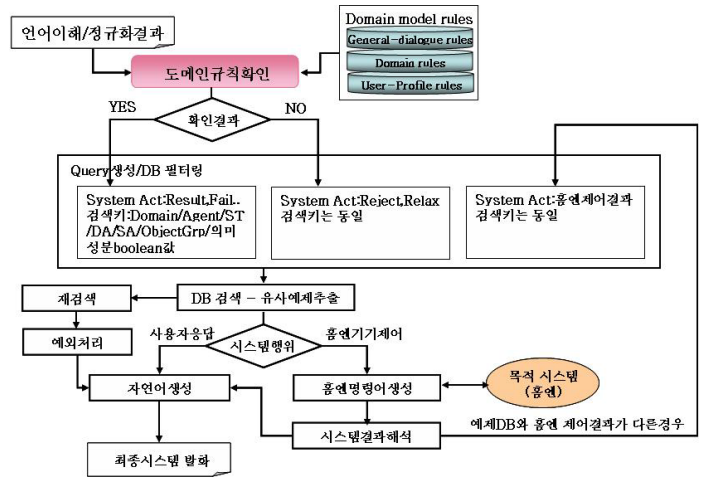 언어이해/정규화결과
Domain model rules
General-dialogue rules
Domain rules
User-Profile rules
도메인규칙확인
YES
확인결과
NO
Query생성/DB 필터링
System Act:Result,Fail..
검색키:Domain/Agent/ST
/DA/SA/ObjectGrp/의미
성분boolean값
System Act:Reject,Relax
검색키는 동일
System Act:홈엔제어결과
검색키는 동일
재검색
DB 검색 - 유사예제추출
예외처리
사용자응답
시스템행위
홈엔기기제어
자연어생성
홈엔명령어생성
목적 시스템
(홈엔)
시스템결과해석
예제DB와 홈엔 제어결과가 다른경우
최종시스템 발화